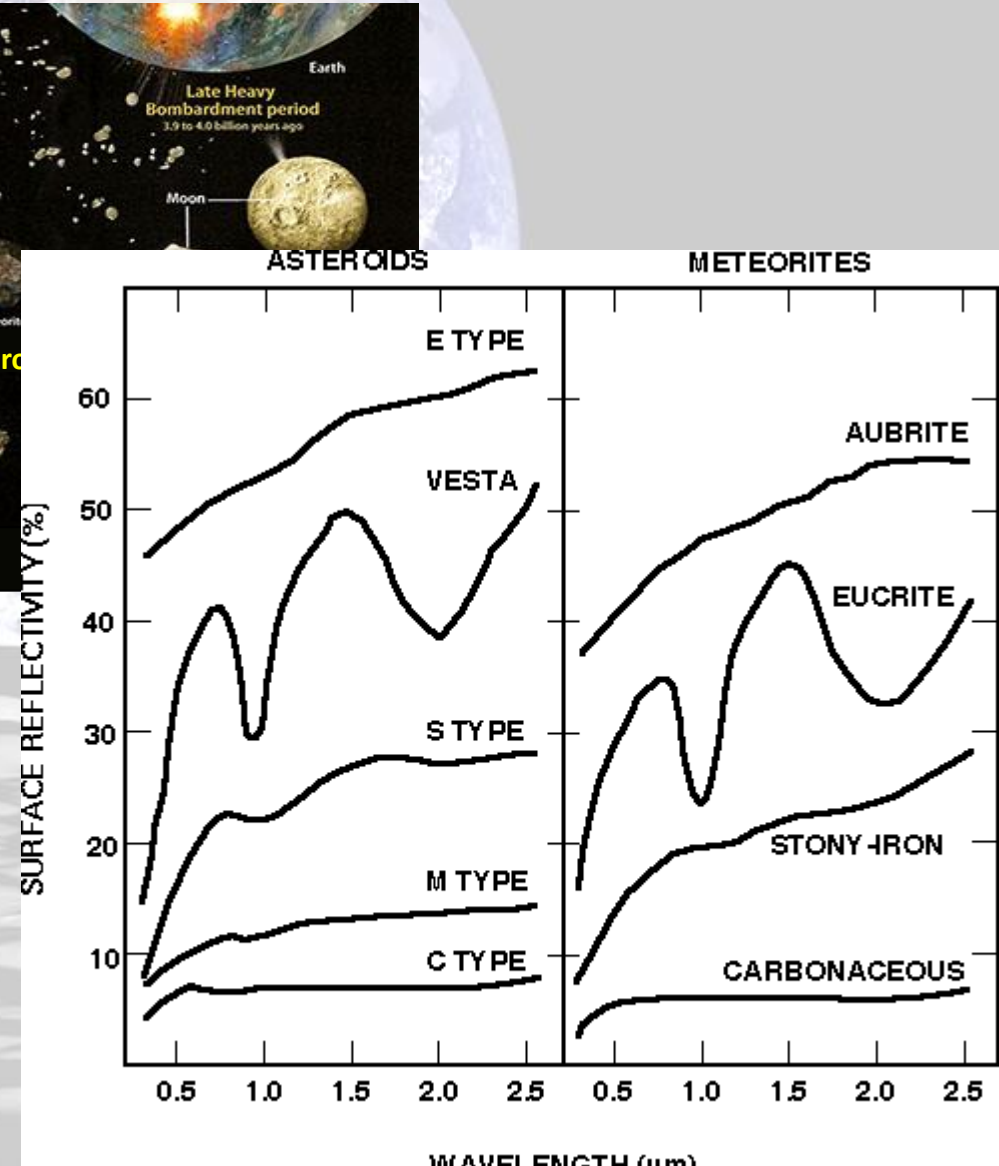 Earth
Late Heavy
Bombardment period
3.9 to 4.0 billion years ago
Moon
ASTEROIDS
METEORITES
SURFACE REFLECTIVITY (%)
60
50
40
30
20
10
E TYPE
VESTA
S TYPE
M TYPE
C TYPE
AUBRITE
EUCRITE
STONY-IRON
CARBONACEOUS
0.5 1.0 1.5 2.0 2.5 0.5 1.0 1.5 2.0 2.5
WAVELENGTH (μm)